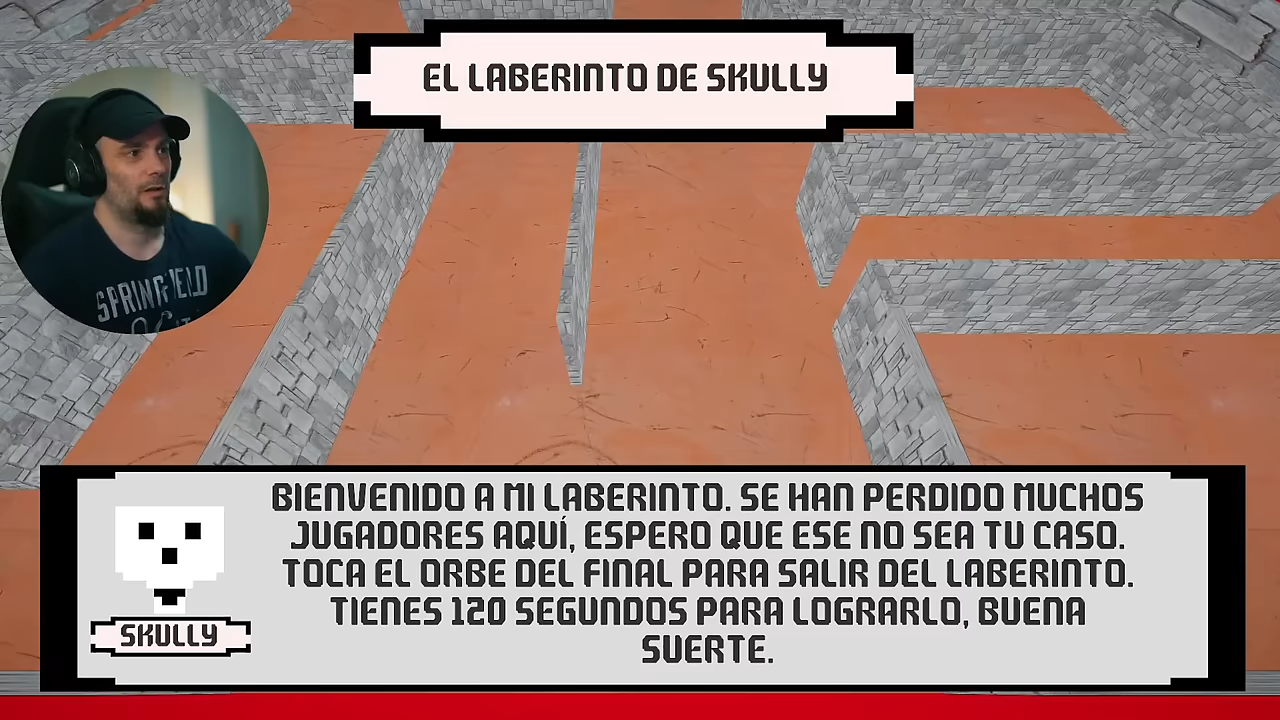 EL LABERINTO DE SKULLY
SPRINGFIELD
BIENVENIDO A MI LABERINTO. SE HAN PERDIDO MUCHOS
JUGADORES AQUÍ, ESPERO QUE ESE NO SEA TU CASO.
TOCA EL ORBE DEL FINAL PARA SALIR DEL LABERINTO.
TIENES 120 SEGUNDOS PARA LOGRARLO, BUENA
SUERTE.
SKULLY